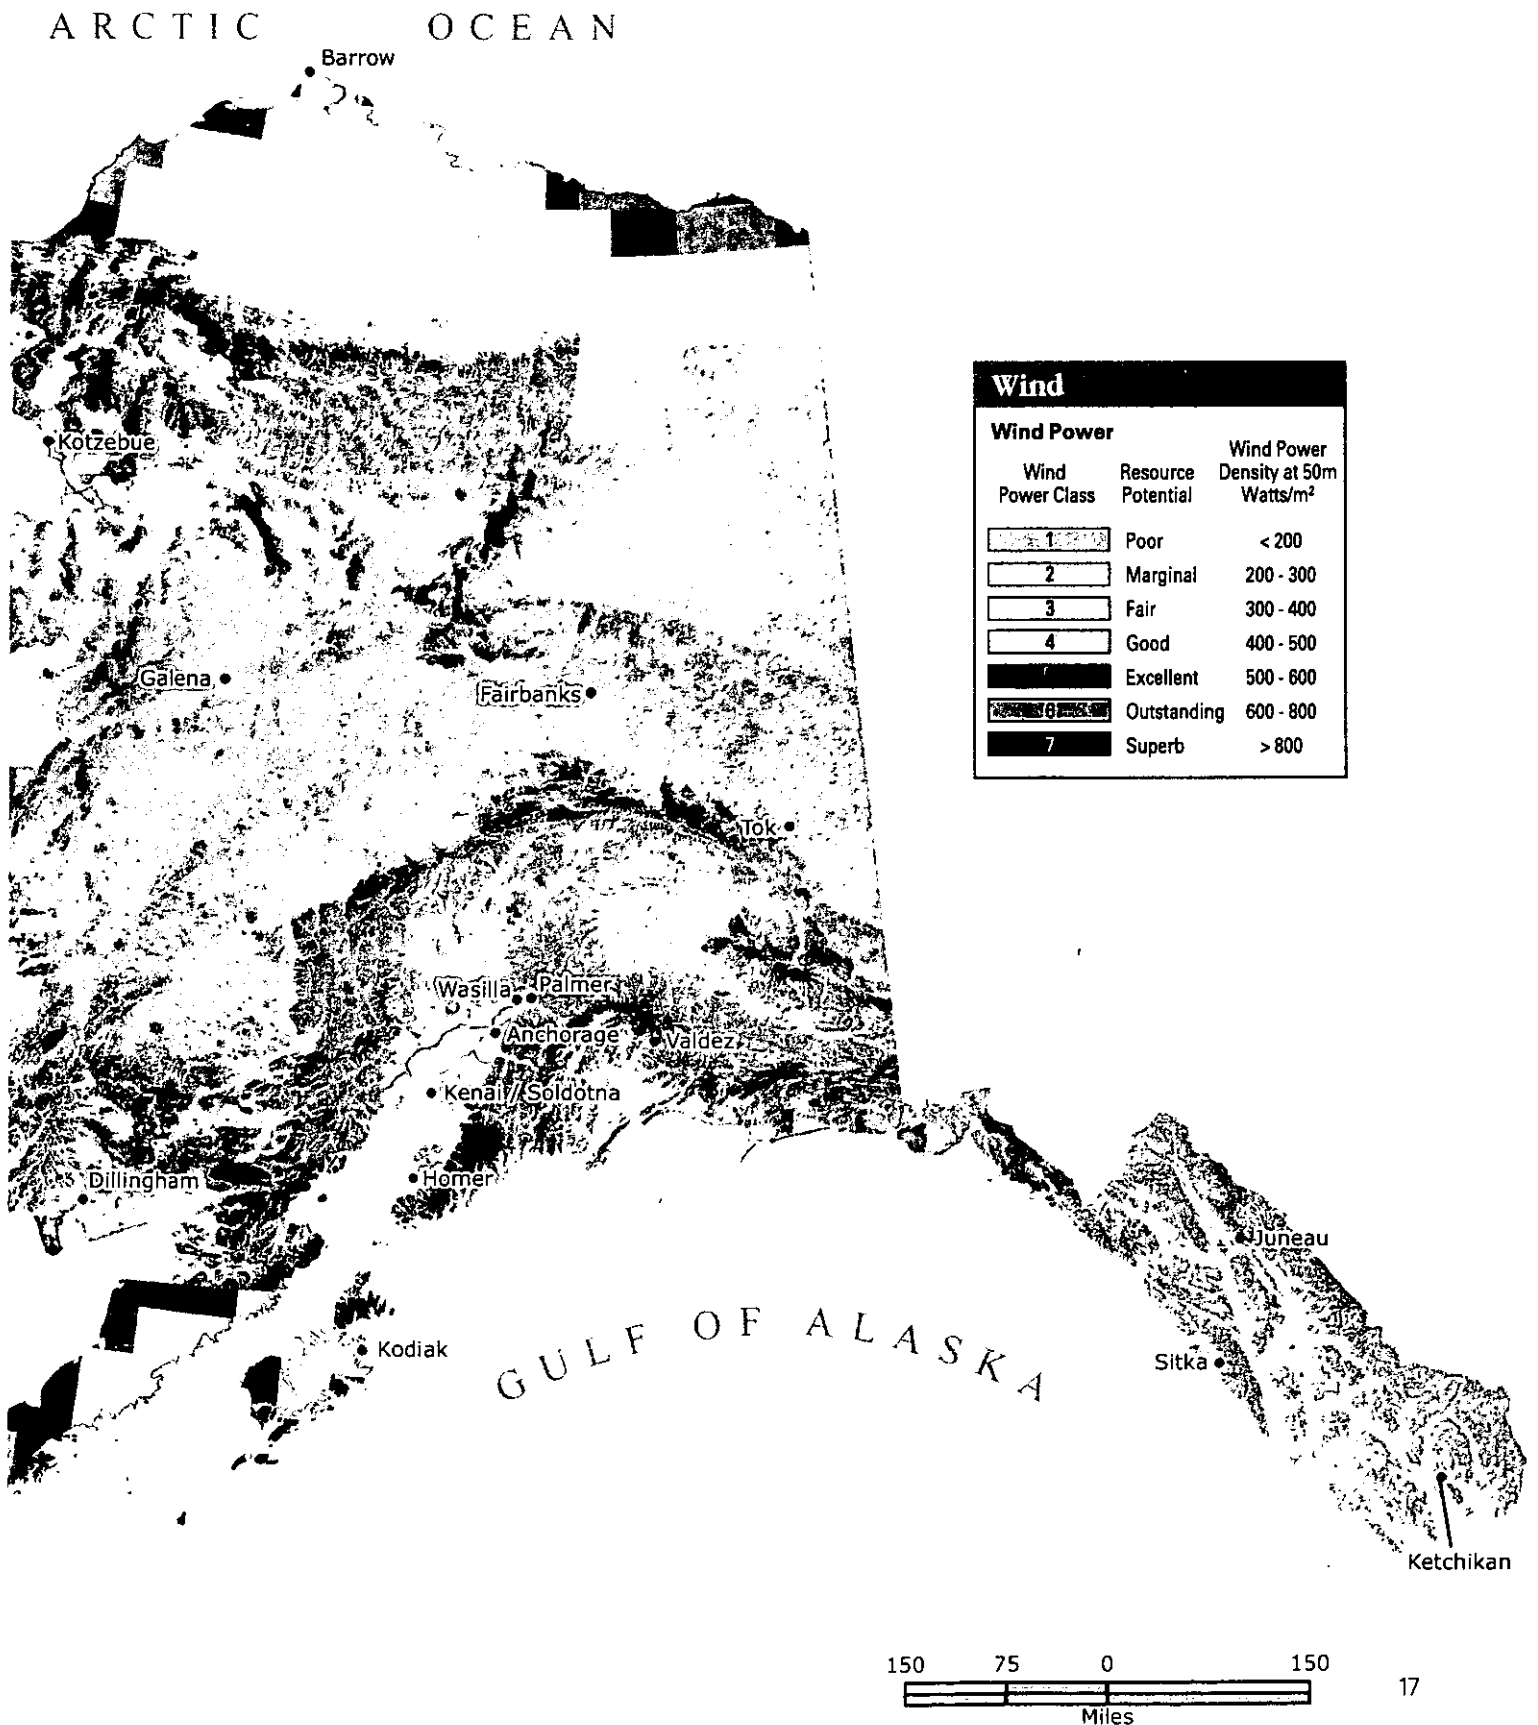 ARCTIC OCEAN
Barrow
Kotzebue
Galena
Fairbanks
Tok
Wasilla
Palmer
Anchorage
Valdez
Kenai / Soldotna
Dillingham
Homer
Kodiak
Juneau
Sitka
Ketchikan
GULF OF ALASKA
Wind
Wind Power
Wind Power Class
Resource Potential
Wind Power Density at 50m Watts/m²
1 Poor < 200
2 Marginal 200 - 300
3 Fair 300 - 400
4 Good 400 - 500
Excellent 500 - 600
6 Outstanding 600 - 800
7 Superb > 800
150 75 0 150
Miles
17